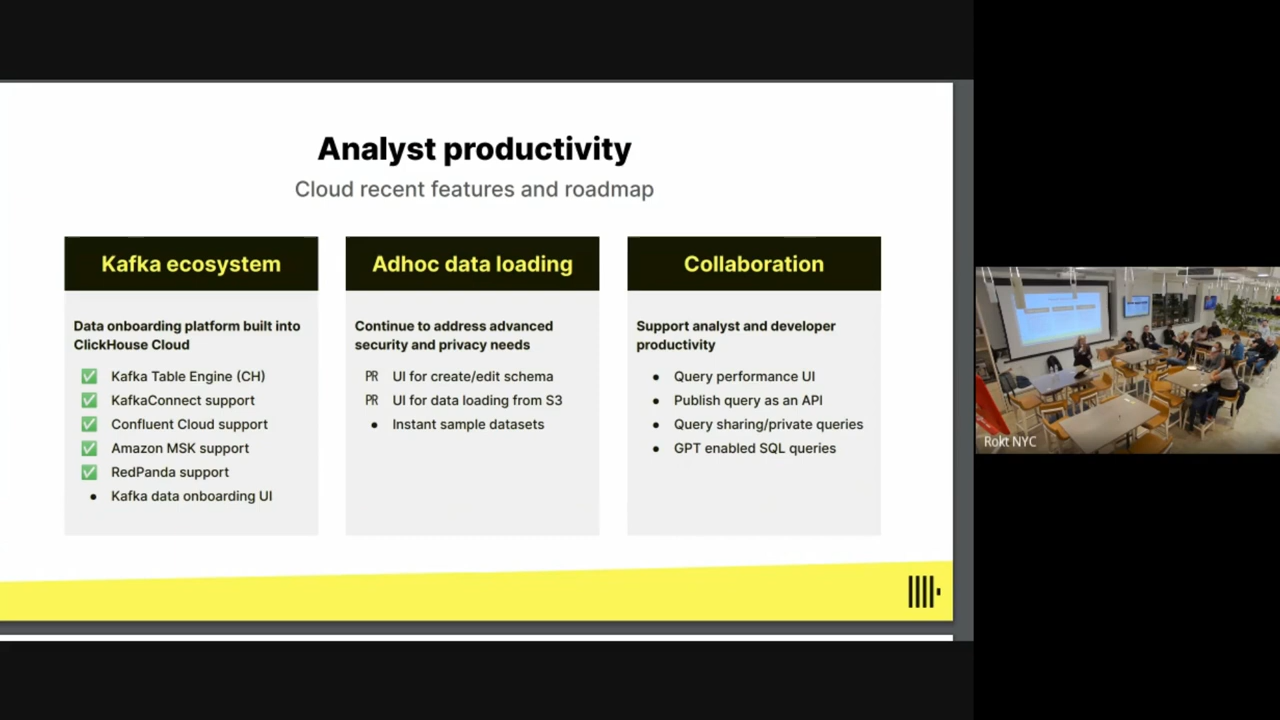 Analyst productivity
Cloud recent features and roadmap
Kafka ecosystem
Data onboarding platform built into
ClickHouse Cloud
✅ Kafka Table Engine (CH)
✅ KafkaConnect support
✅ Confluent Cloud support
✅ Amazon MSK support
✅ RedPanda support
● Kafka data onboarding UI
Adhoc data loading
Continue to address advanced
security and privacy needs
PR UI for create/edit schema
PR UI for data loading from S3
● Instant sample datasets
Collaboration
Support analyst and developer
productivity
● Query performance UI
● Publish query as an API
● Query sharing/private queries
● GPT enabled SQL queries
Rokt NYC